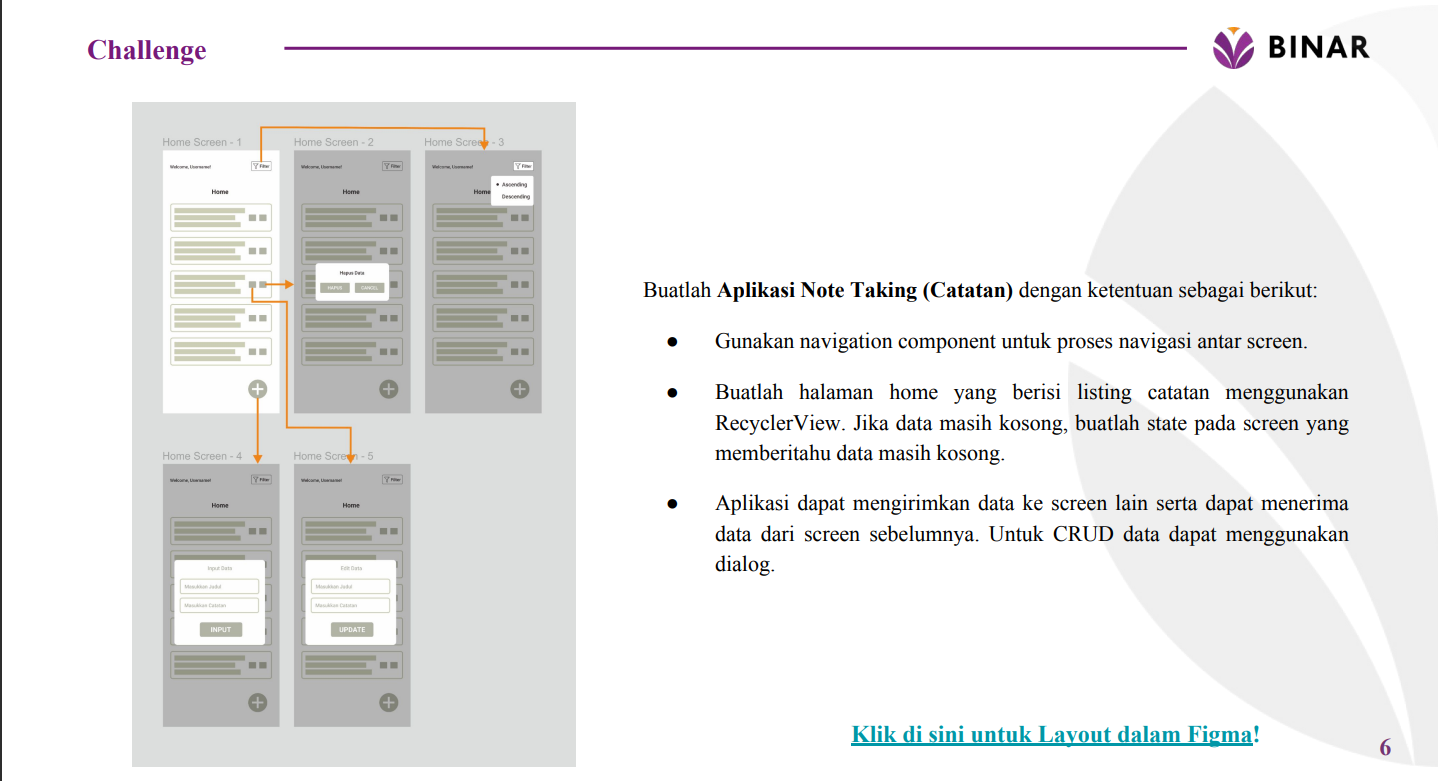 Challenge
BINAR
Home Screen - 1
Home Screen - 2
Home Screen - 3
Welcome, Username!
Filter
Welcome, Username!
Filter
Welcome, Username!
Filter
Ascending
Descending
Home
Home
Home
Hapus Data
HAPUS
CANCEL
Home Screen - 4
Home Screen - 5
Welcome, Username!
Filter
Welcome, Username!
Filter
Home
Home
Input Data
Masukkan Judul
Masukkan Catatan
INPUT
Edit Data
Masukkan Judul
Masukkan Catatan
UPDATE
Buatlah Aplikasi Note Taking (Catatan) dengan ketentuan sebagai berikut:
● Gunakan navigation component untuk proses navigasi antar screen.
● Buatlah halaman home yang berisi listing catatan menggunakan
RecyclerView. Jika data masih kosong, buatlah state pada screen yang
memberitahu data masih kosong.
● Aplikasi dapat mengirimkan data ke screen lain serta dapat menerima
data dari screen sebelumnya. Untuk CRUD data dapat menggunakan
dialog.
Klik di sini untuk Layout dalam Figma!
6